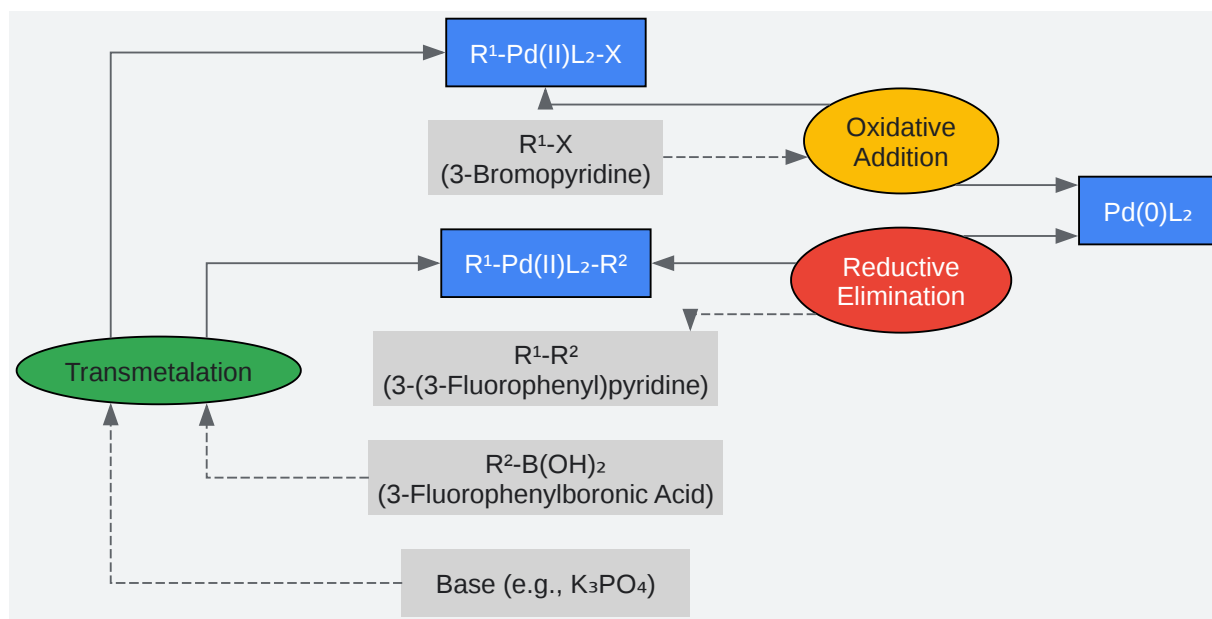 R¹-Pd(II)L₂-X
Oxidative
Addition
R¹-X
(3-Bromopyridine)
Pd(0)L₂
R¹-Pd(II)L₂-R²
Reductive
Elimination
R¹-R²
(3-(3-Fluorophenyl)pyridine)
Transmetalation
R²-B(OH)₂
(3-Fluorophenylboronic Acid)
Base (e.g., K₃PO₄)